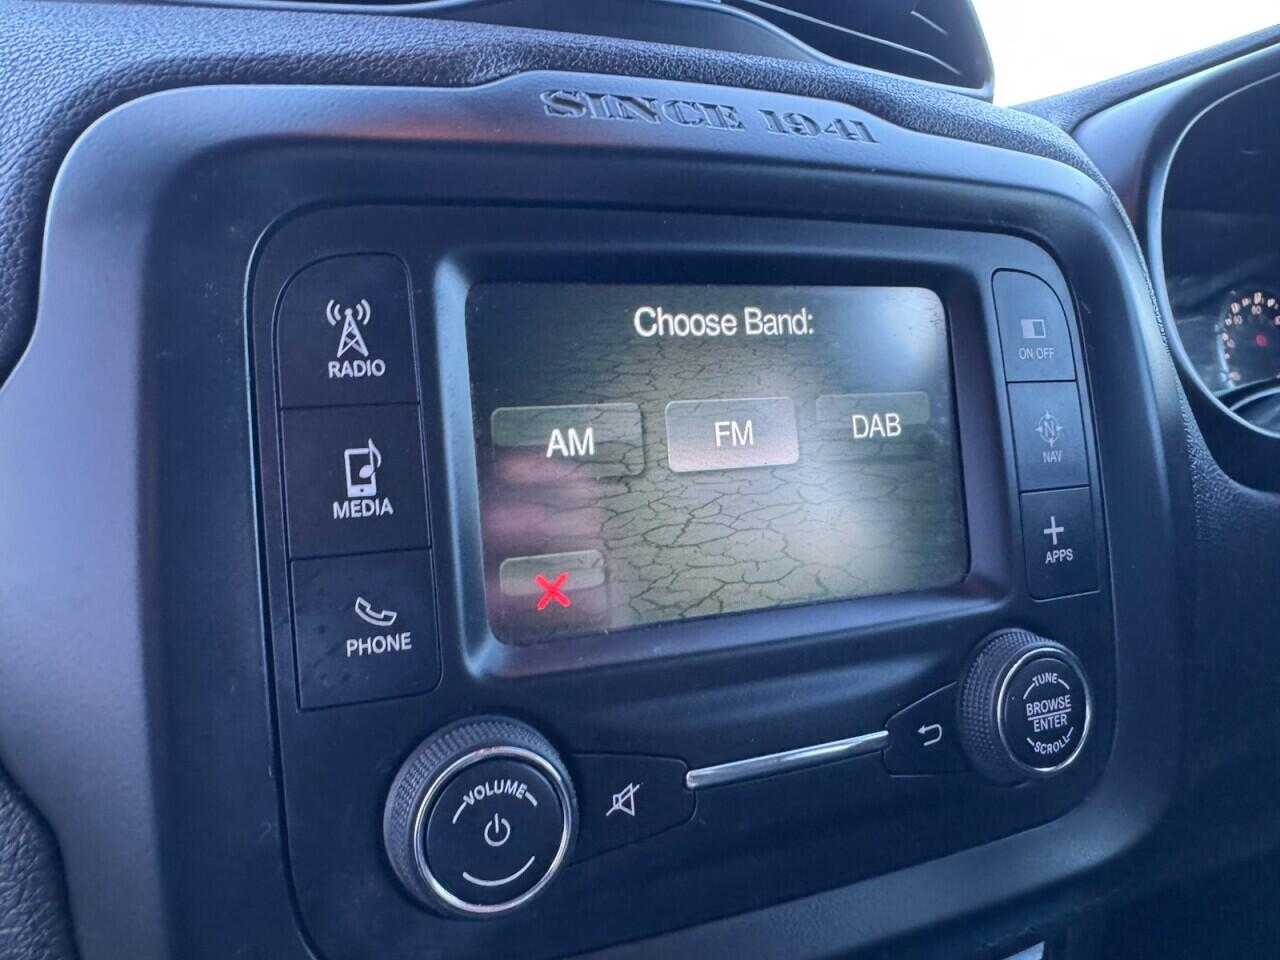 SINCE 1941
Choose Band:
RADIO
AM
FM
DAB
MEDIA
PHONE
ON OFF
N
NAV
APPS
VOLUME
TUNE
BROWSE
ENTER
SCROLL